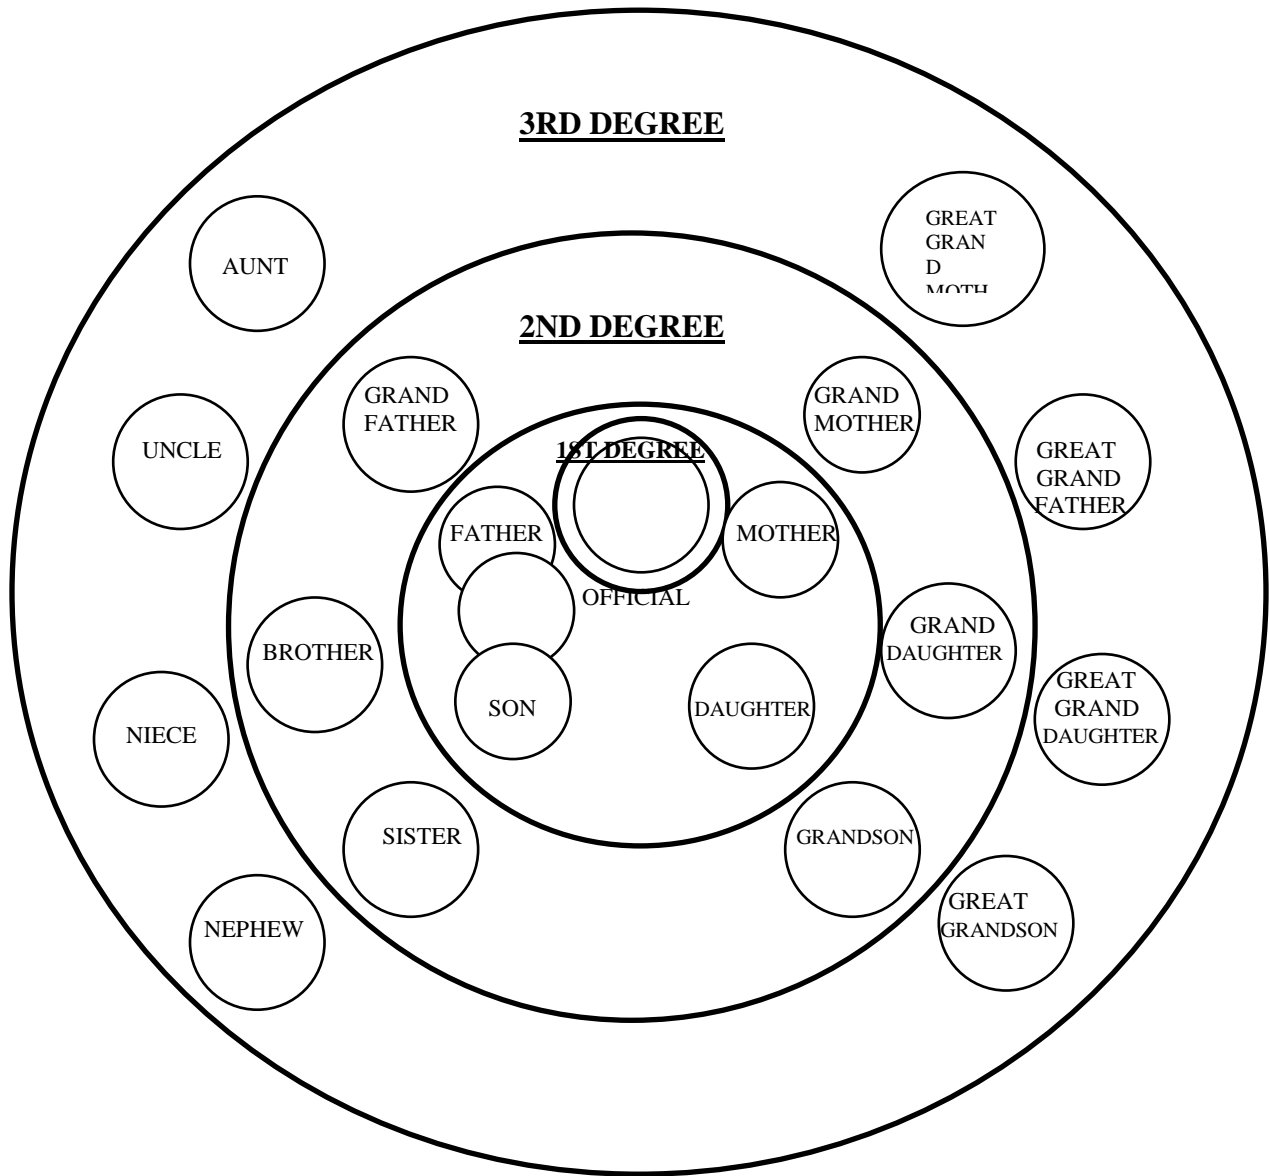 3RD DEGREE
AUNT
GREAT
GRAN
D
MOTH
2ND DEGREE
GRAND
FATHER
GRAND
MOTHER
UNCLE
GREAT
GRAND
FATHER
1ST DEGREE
FATHER
MOTHER
OFFICIAL
BROTHER
GRAND
DAUGHTER
SON
DAUGHTER
NIECE
GREAT
GRAND
DAUGHTER
SISTER
GRANDSON
NEPHEW
GREAT
GRANDSON